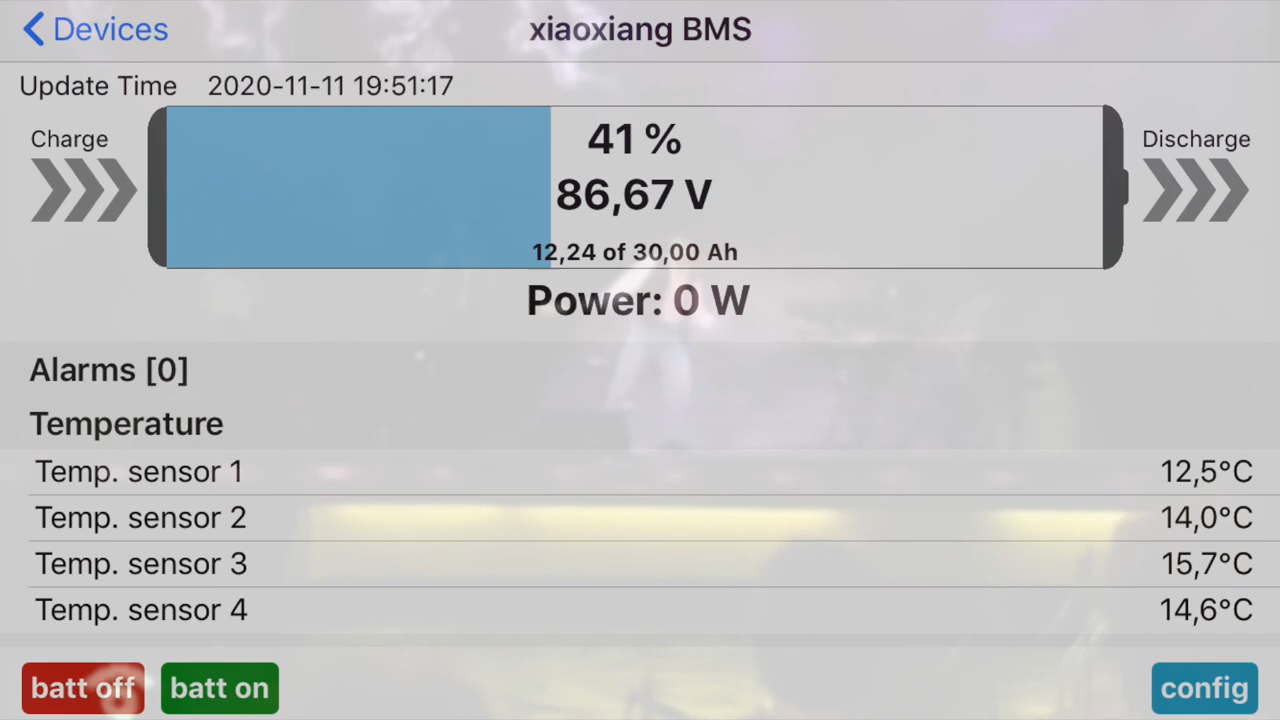 Devices
xiaoxiang BMS
Update Time 2020-11-11 19:51:17
Charge
41 %
Discharge
86,67 V
12,24 of 30,00 Ah
Power: 0 W
Alarms [0]
Temperature
Temp. sensor 1 12,5°C
Temp. sensor 2 14,0°C
Temp. sensor 3 15,7°C
Temp. sensor 4 14,6°C
batt off batt on config